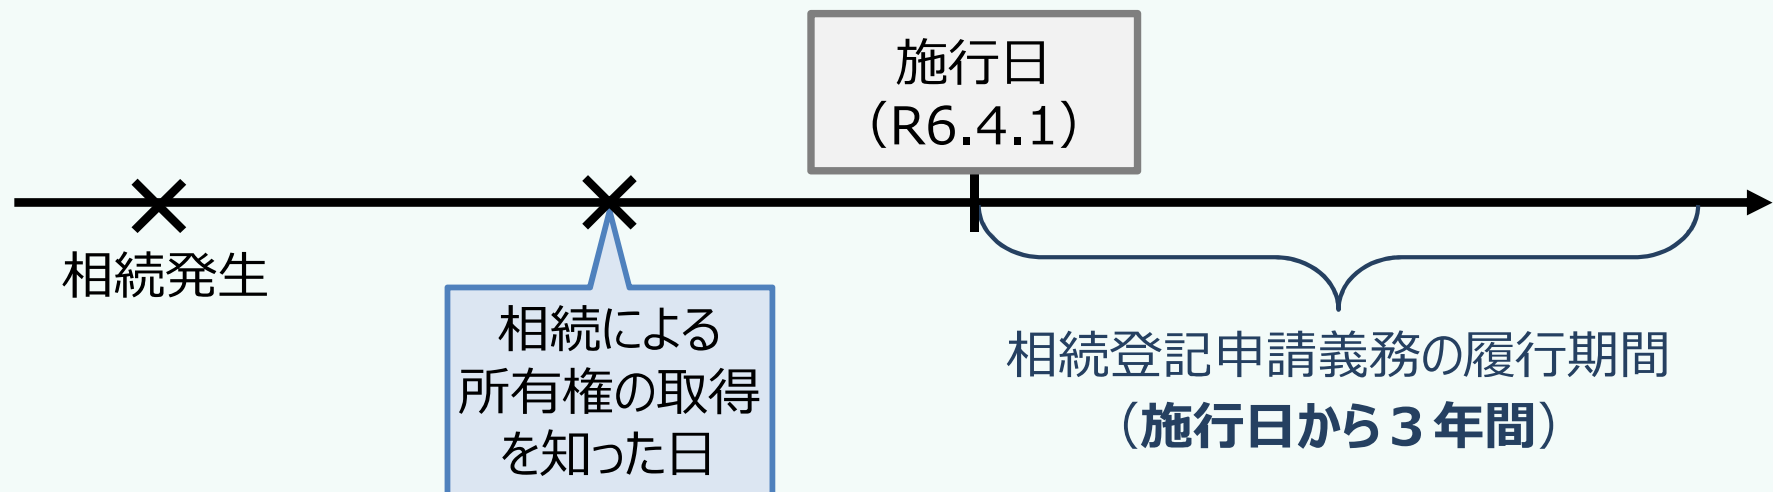 施行日
（R6.4.1）
相続発生
相続による
所有権の取得
を知った日
相続登記申請義務の履行期間
（施行日から３年間）